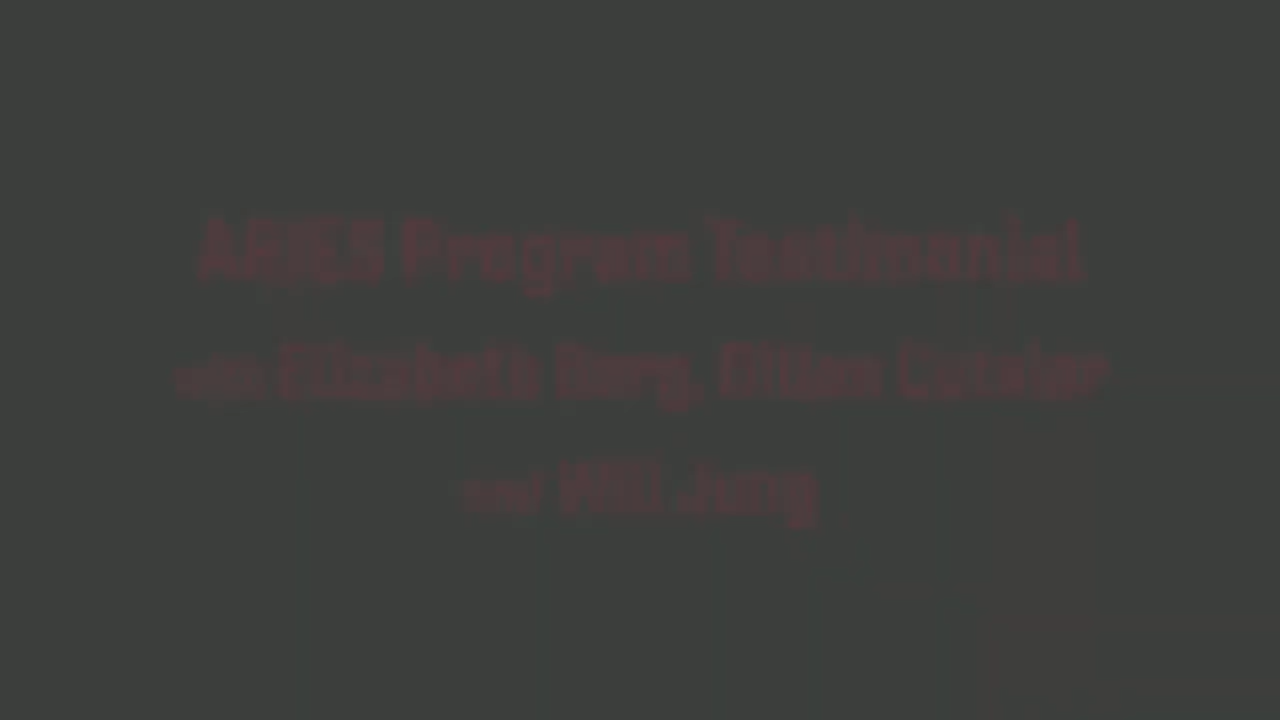 ARIES Program Testimonial
with Elizabeth Berg, Dillon Cutaiar
and Will Jung